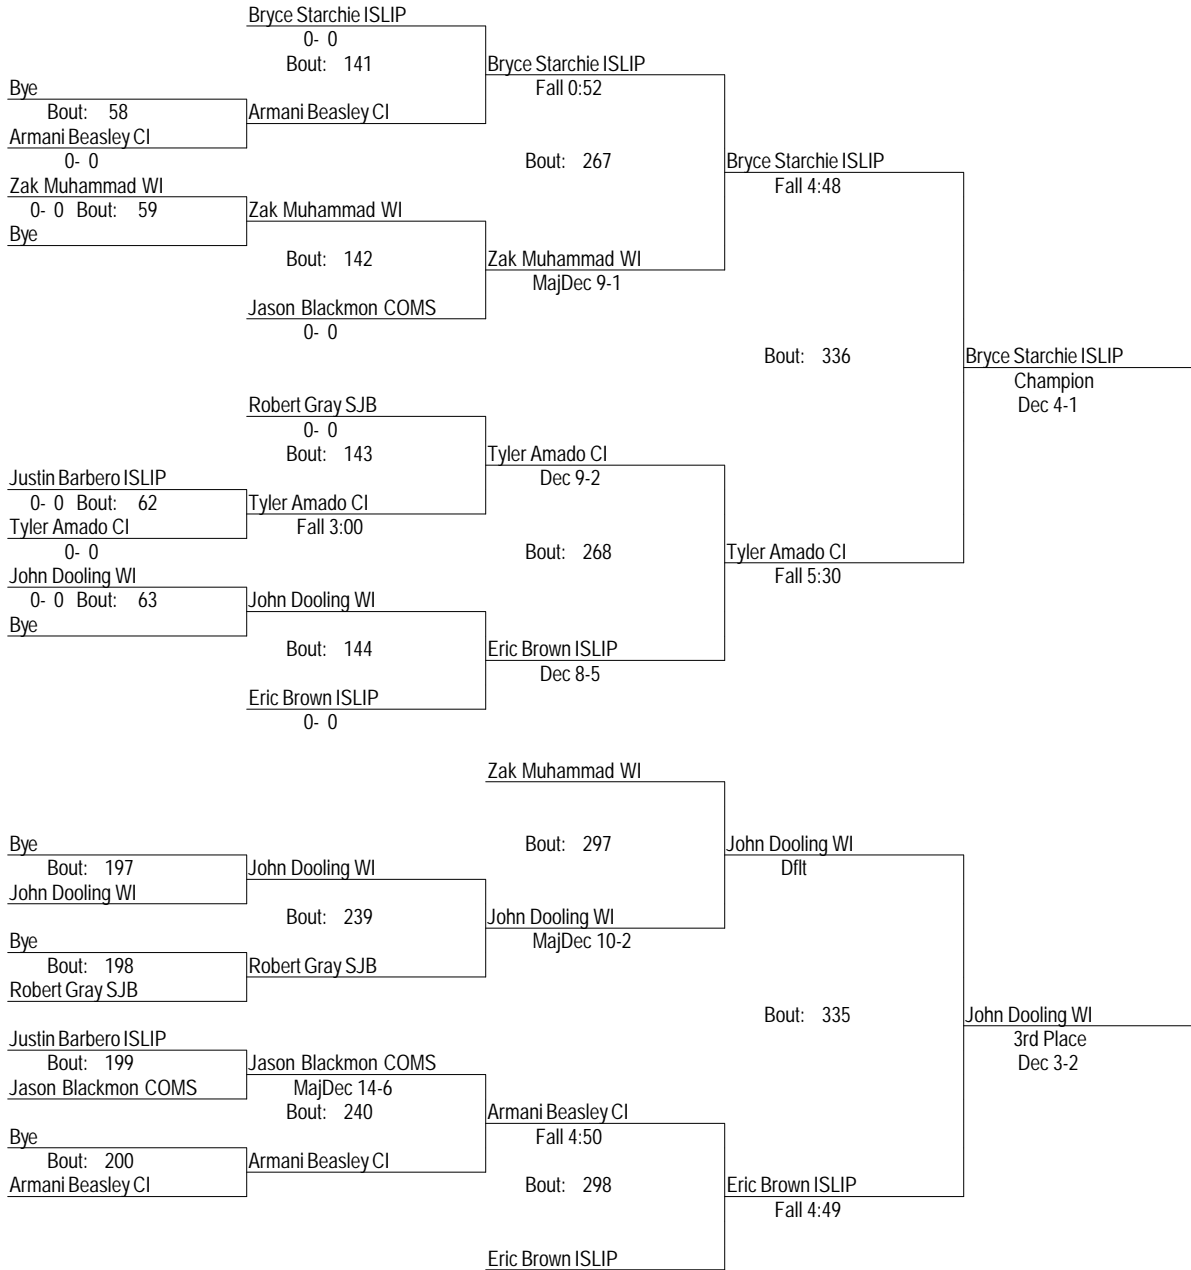 Bryce Starchie ISLIP
0- 0
Bout: 141
Bryce Starchie ISLIP
Fall 0:52
Bye
Bout: 58
Armani Beasley CI
Armani Beasley CI
0- 0
Bout: 267
Bryce Starchie ISLIP
Fall 4:48
Zak Muhammad WI
0- 0 Bout: 59
Zak Muhammad WI
Bye
Bout: 142
Zak Muhammad WI
MajDec 9-1
Jason Blackmon COMS
0- 0
Bout: 336
Bryce Starchie ISLIP
Champion
Dec 4-1
Robert Gray SJB
0- 0
Bout: 143
Tyler Amado CI
Dec 9-2
Justin Barbero ISLIP
0- 0 Bout: 62
Tyler Amado CI
Fall 3:00
Tyler Amado CI
0- 0
Bout: 268
Tyler Amado CI
Fall 5:30
John Dooling WI
0- 0 Bout: 63
John Dooling WI
Bye
Bout: 144
Eric Brown ISLIP
Dec 8-5
Eric Brown ISLIP
0- 0
Zak Muhammad WI
Bout: 297
John Dooling WI
Dflt
Bye
Bout: 197
John Dooling WI
John Dooling WI
Bout: 239
John Dooling WI
MajDec 10-2
Bye
Bout: 198
Robert Gray SJB
Robert Gray SJB
Bout: 335
John Dooling WI
3rd Place
Dec 3-2
Justin Barbero ISLIP
Bout: 199
Jason Blackmon COMS
MajDec 14-6
Jason Blackmon COMS
Bout: 240
Armani Beasley CI
Fall 4:50
Bye
Bout: 200
Armani Beasley CI
Armani Beasley CI
Bout: 298
Eric Brown ISLIP
Fall 4:49
Eric Brown ISLIP